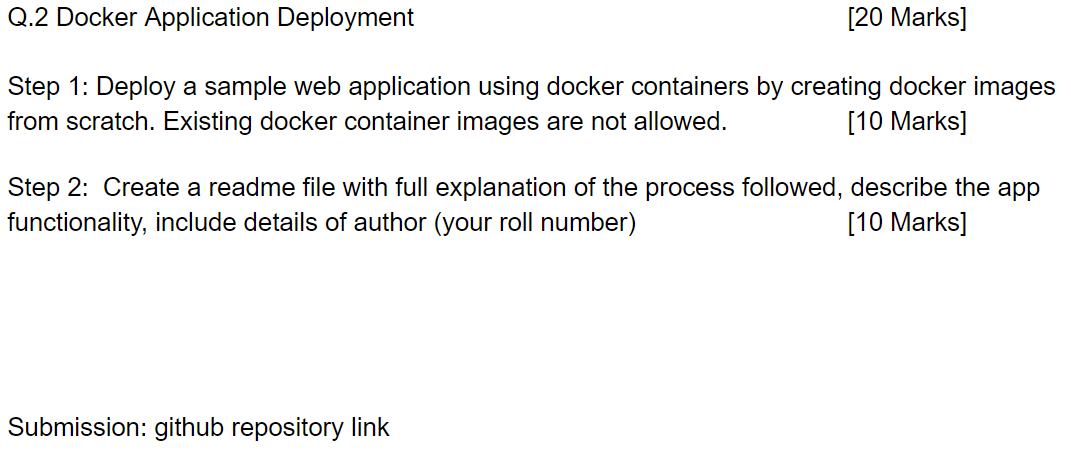 Q.2 Docker Application Deployment [20 Marks]
Step 1: Deploy a sample web application using docker containers by creating docker images
from scratch. Existing docker container images are not allowed. [10 Marks]
Step 2:  Create a readme file with full explanation of the process followed, describe the app
functionality, include details of author (your roll number) [10 Marks]
Submission: github repository link